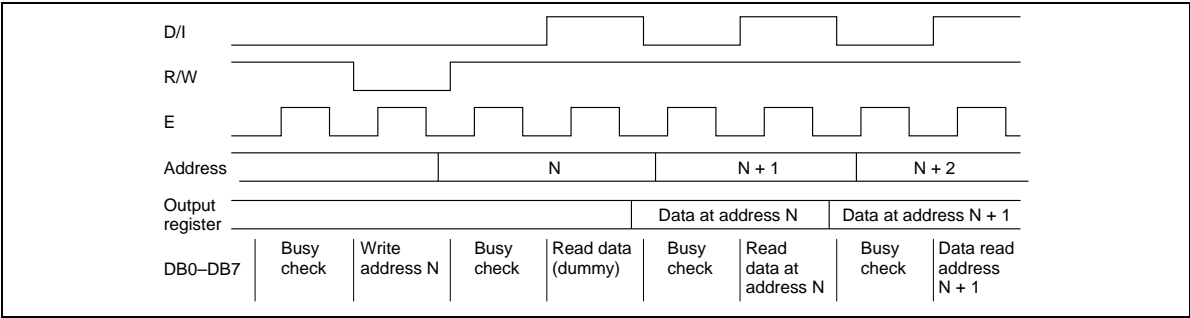 D/I
R/W
E
Address N N + 1 N + 2
Output
register Data at address N Data at address N + 1
DB0–DB7 Busy Write Busy Read data Busy Read Busy Data read
check address N check (dummy) check data at check address
address N N + 1